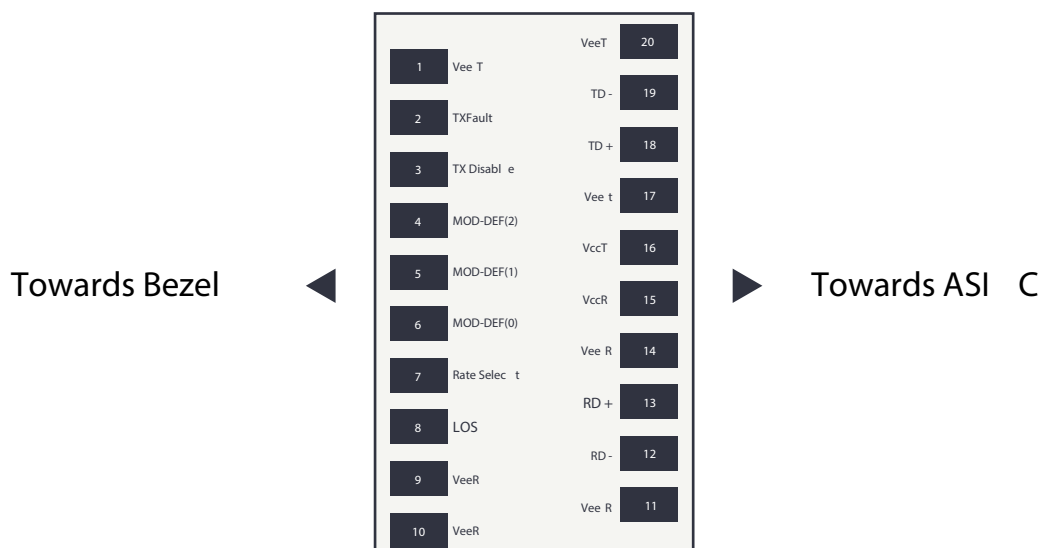 VeeT 20
1 Vee T
TD - 19
2 TXFault
TD + 18
3 TX Disabl e
Vee t 17
4 MOD-DEF(2)
VccT 16
Towards Bezel
5 MOD-DEF(1)
Towards ASI C
VccR 15
6 MOD-DEF(0)
Vee R 14
7 Rate Selec t
RD + 13
8 LOS
RD - 12
9 VeeR
Vee R 11
10 VeeR